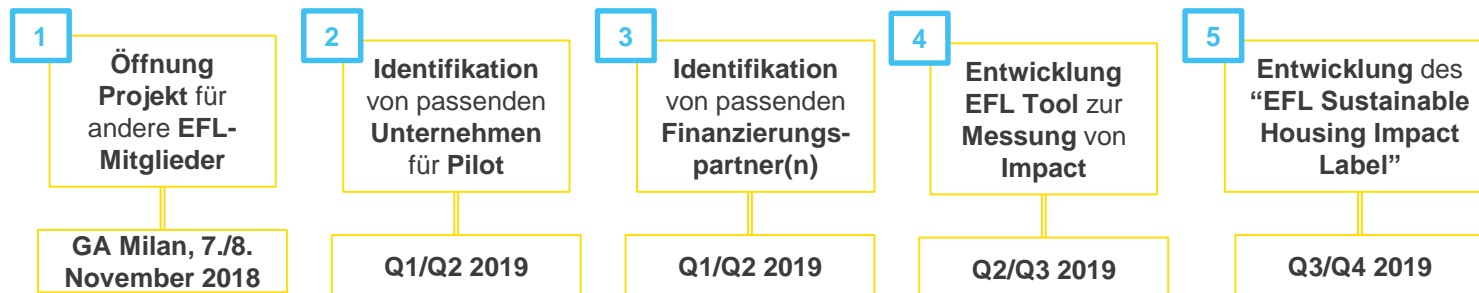 1
Öffnung
Projekt für
andere EFL-
Mitglieder
GA Milan, 7./8.
November 2018
2
Identifikation
von passenden
Unternehmen
für Pilot
Q1/Q2 2019
3
Identifikation
von passenden
Finanzierungs-
partner(n)
Q1/Q2 2019
4
Entwicklung
EFL Tool zur
Messung von
Impact
Q2/Q3 2019
5
Entwicklung des
“EFL Sustainable
Housing Impact
Label”
Q3/Q4 2019